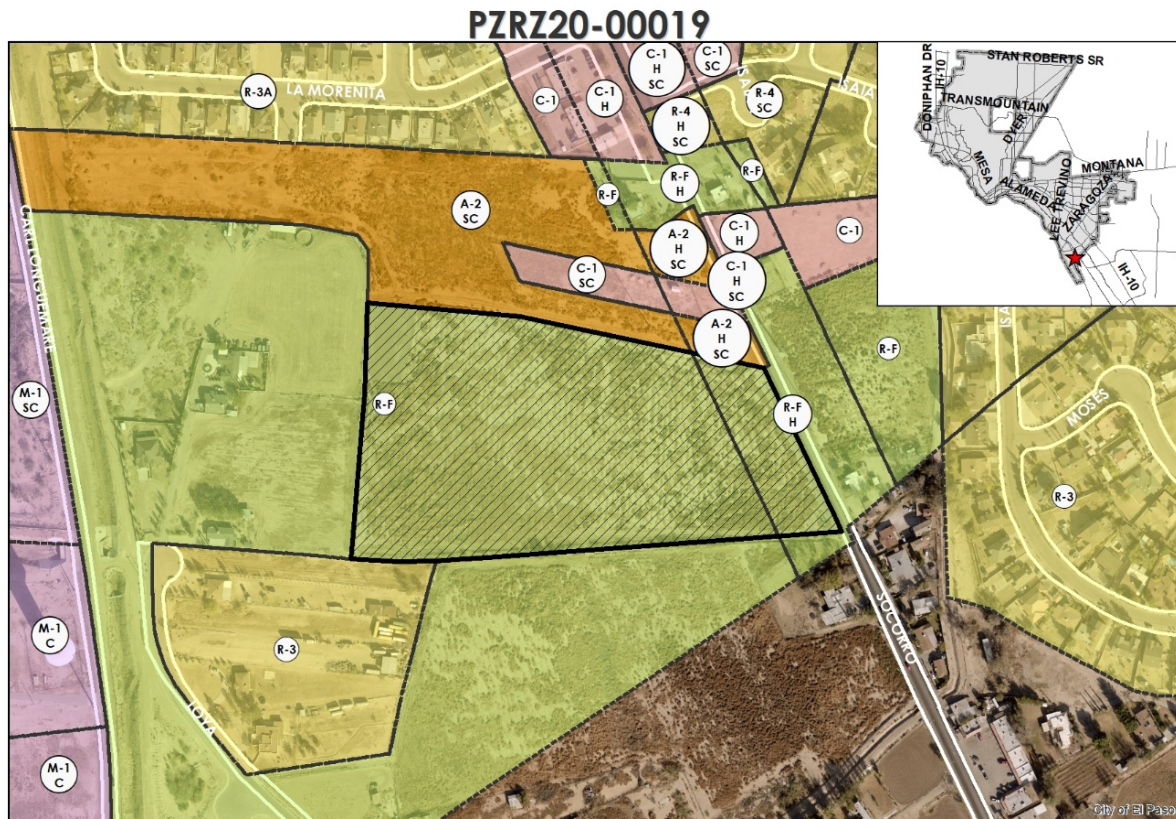 PZRZ20-00019
R-3A
LA MORENITA
C-1
C-1
H
C-1
H
SC
C-1
SC
R-4
SC
ISAIA
R-4
H
SC
R-F
R-F
H
R-F
A-2
SC
A-2
H
SC
C-1
H
C-1
C-1
SC
C-1
H
SC
A-2
H
SC
R-F
M-1
SC
R-F
R-F
H
MOSES
R-3
M-1
C
R-3
SOCORRO
JOYA
M-1
C
DONIPHAN DR
IH-10
STAN ROBERTS SR
TRANSMOUNTAIN
DYER
MESA
MONTANA
ALAMEDA
LEE TREVINO
ZARAGOZA
IH-10
City of El Paso